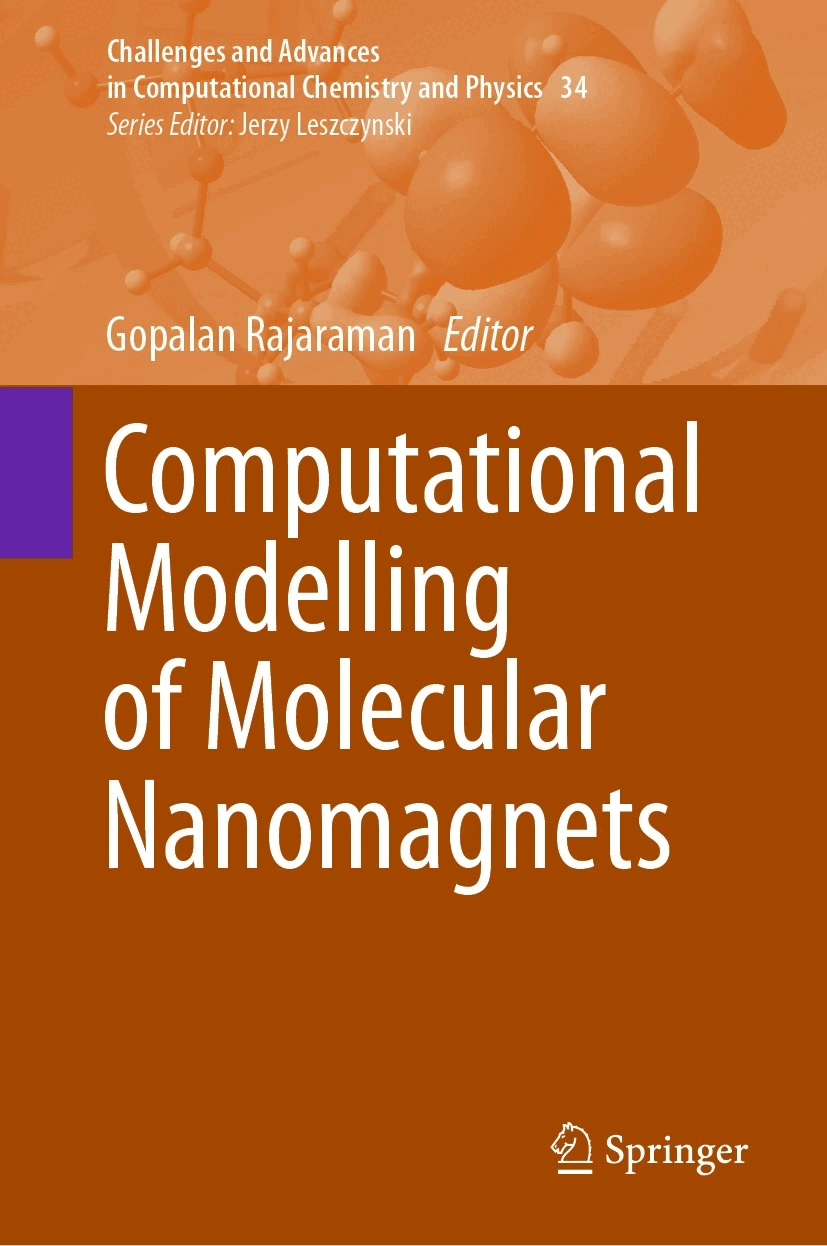 Challenges and Advances
in Computational Chemistry and Physics 34
Series Editor: Jerzy Leszczynski
Gopalan Rajaraman Editor
Computational
Modelling
of Molecular
Nanomagnets
Springer